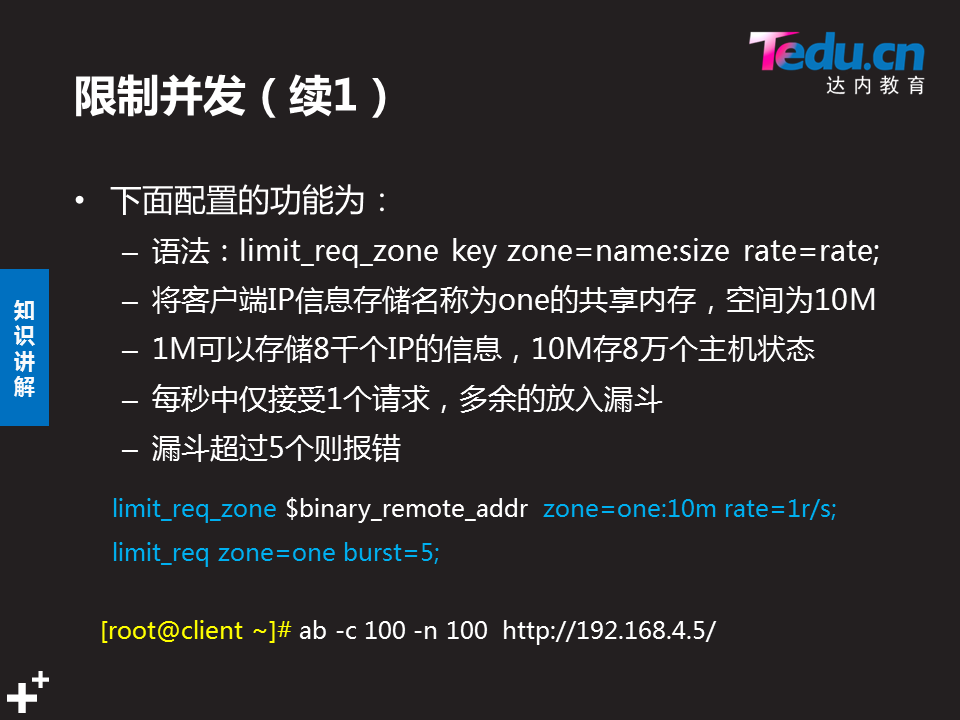 Tedu.cn
达内教育
限制并发（续1）
• 下面配置的功能为：
– 语法：limit_req_zone key zone=name:size rate=rate;
– 将客户端IP信息存储名称为one的共享内存，空间为10M
– 1M可以存储8千个IP的信息，10M存8万个主机状态
– 每秒中仅接受1个请求，多余的放入漏斗
– 漏斗超过5个则报错
知识讲解
limit_req_zone $binary_remote_addr zone=one:10m rate=1r/s;
limit_req zone=one burst=5;
[root@client ~]# ab -c 100 -n 100 http://192.168.4.5/